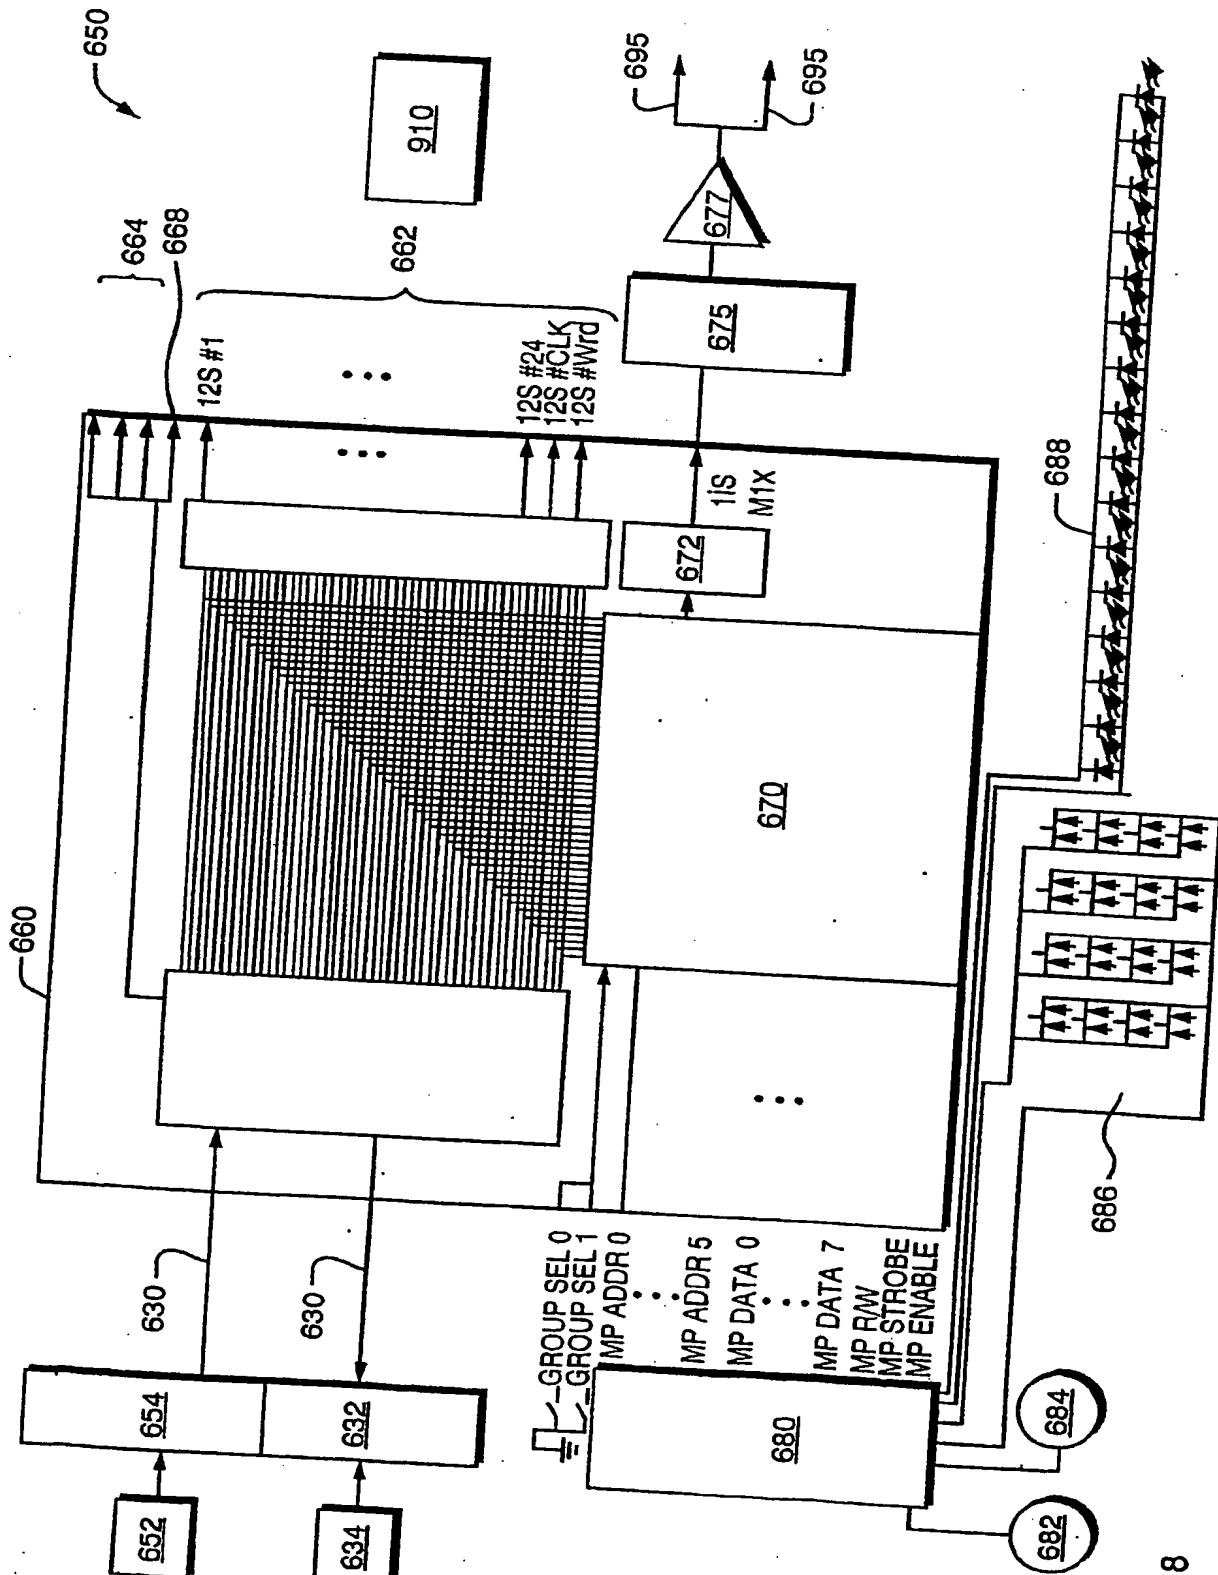 650
910
664
668
662
695
695
677
675
12S #1
12S #24
12S #CLK
12S #Wrd
1iS
M1X
672
660
670
688
630
630
654
632
652
634
GROUP SEL 0
GROUP SEL 1
MP ADDR 0
MP ADDR 5
MP DATA 0
MP DATA 7
MP R/W
MP STROBE
MP ENABLE
680
682
684
686
8